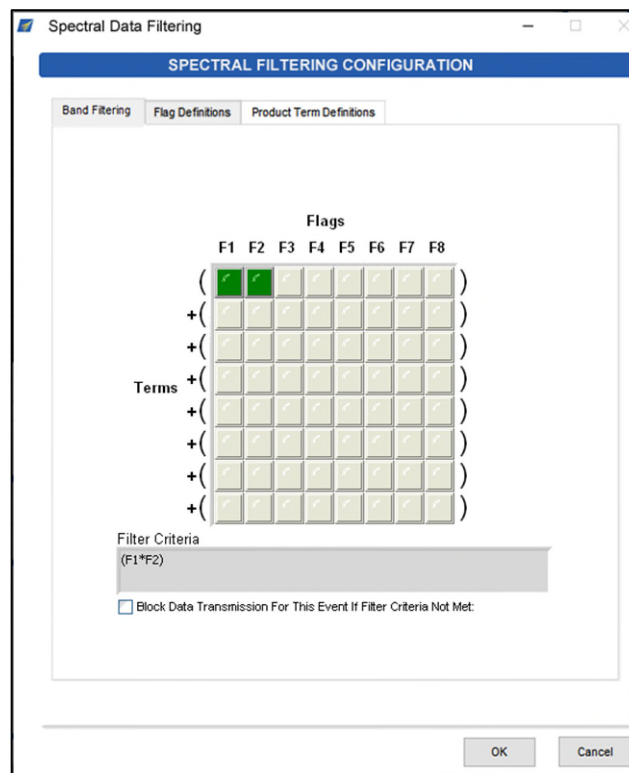 Spectral Data Filtering
SPECTRAL FILTERING CONFIGURATION
Band Filtering Flag Definitions Product Term Definitions
Flags
F1 F2 F3 F4 F5 F6 F7 F8
( )
+( )
+( )
Terms +( )
+( )
+( )
+( )
+( )
Filter Criteria
(F1*F2)
Block Data Transmission For This Event If Filter Criteria Not Met:
OK Cancel